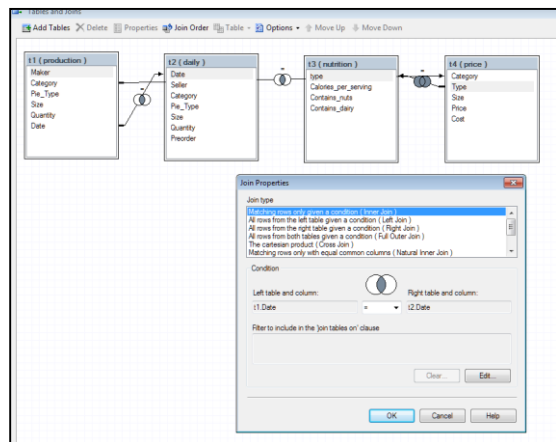 Tables and Joins
Add Tables Delete Properties Join Order Table Options Move Up Move Down
t1 ( production )
Maker
Category
Pie_Type
Size
Quantity
Date
t2 ( daily )
Date
Seller
Category
Pie_Type
Size
Quantity
Preorder
t3 ( nutrition )
type
Calories_per_serving
Contains_nuts
Contains_dairy
t4 ( price )
Category
Type
Size
Price
Cost
Join Properties
Join type
Matching rows only given a condition ( Inner Join )
All rows from the left table given a condition ( Left Join )
All rows from the right table given a condition ( Right Join )
All rows from both tables given a condition ( Full Outer Join )
The cartesian product ( Cross Join )
Matching rows only with equal common columns ( Natural Inner Join )
Condition
Left table and column: Right table and column:
t1.Date = t2.Date
Filter to include in the 'join tables on' clause
Clear... Edit...
OK Cancel Help